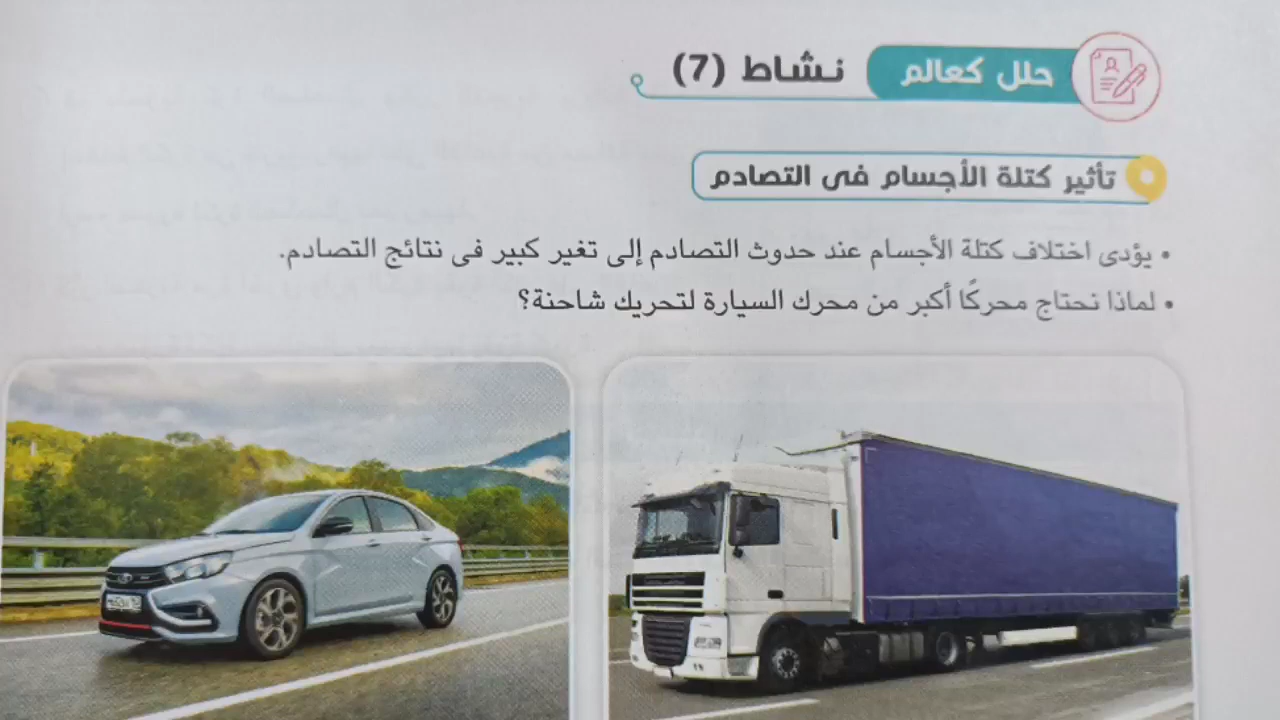 حلل كعالم نشاط (7)
تأثير كتلة الأجسام فى التصادم
• يؤدى اختلاف كتلة الأجسام عند حدوث التصادم إلى تغير كبير فى نتائج التصادم.
• لماذا نحتاج محركًا أكبر من محرك السيارة لتحريك شاحنة؟